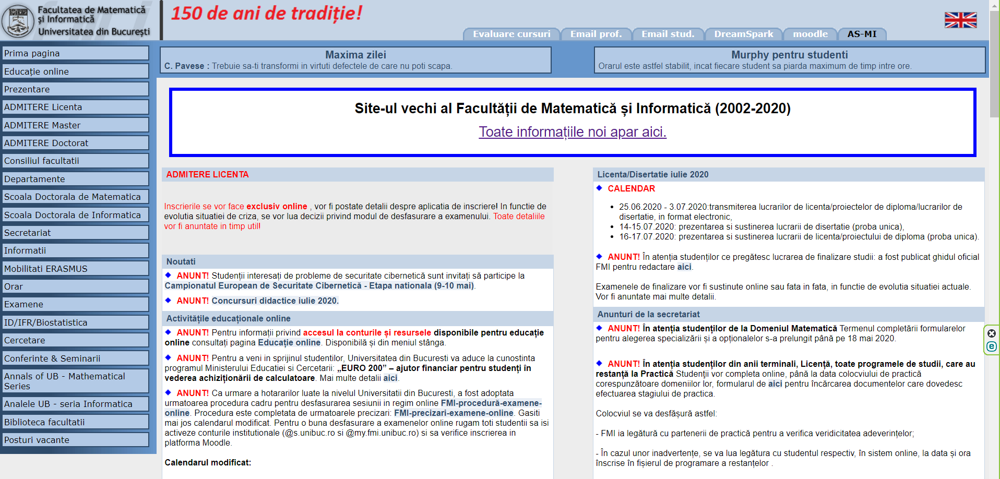 Facultatea de Matematică
și Informatică
Universitatea din București
150 de ani de tradiție!
Evaluare cursuri
Email prof.
Email stud.
DreamSpark
moodle
AS-MI
Prima pagina
Educație online
Prezentare
ADMITERE Licenta
ADMITERE Master
ADMITERE Doctorat
Consiliul facultatii
Departamente
Scoala Doctorala de Matematica
Scoala Doctorala de Informatica
Secretariat
Informatii
Mobilitati ERASMUS
Orar
Examene
ID/IFR/Biostatistica
Cercetare
Conferinte & Seminarii
Annals of UB - Mathematical
Series
Analele UB - seria Informatica
Biblioteca facultatii
Posturi vacante
Maxima zilei
C. Pavese : Trebuie sa-ti transformi in virtuti defectele de care nu poti scapa.
Murphy pentru studenti
Orarul este astfel stabilit, incat fiecare student sa piarda maximum de timp intre ore.
Site-ul vechi al Facultății de Matematică și Informatică (2002-2020)
Toate informațiile noi apar aici.
ADMITERE LICENTA
Inscrierile se vor face exclusiv online , vor fi postate detalii despre aplicatia de inscriere! In functie de
evolutia situatiei de criza, se vor lua decizii privind modul de desfasurare a examenului. Toate detaliile
vor fi anuntate in timp util!
Noutati
ANUNT! Studenții interesați de probleme de securitate cibernetică sunt invitați să participe la
Campionatul European de Securitate Cibernetică - Etapa nationala (9-10 mai).
ANUNT! Concursuri didactice iulie 2020.
Activitățile educaționale online
ANUNT! Pentru informații privind accesul la conturile și resursele disponibile pentru educație
online consultați pagina Educație online. Disponibilă și din meniul stânga.
ANUNT! Pentru a veni in sprijinul studentilor, Universitatea din Bucuresti va aduce la cunostinta
programul Ministerului Educatiei si Cercetarii: „EURO 200” – ajutor financiar pentru studenți în
vederea achiziționării de calculatoare. Mai multe detalii aici.
ANUNT! Ca urmare a hotararilor luate la nivelul Universitatii din Bucuresti, a fost adoptata
urmatoarea procedura cadru pentru desfasurarea sesiunii in regim online FMI-procedură-examene-
online. Procedura este completata de urmatoarele precizari: FMI-precizari-examene-online. Gasiti
mai jos calendarul modificat. Pentru o buna desfasurare a examenelor online rugam toti studentii sa isi
activeze conturile institutionale (@s.unibuc.ro si @my.fmi.unibuc.ro) si sa verifice inscrierea in
platforma Moodle.
Calendarul modificat:
Licenta/Disertatie iulie 2020
CALENDAR
25.06.2020 - 3.07.2020:transmiterea lucrarilor de licenta/proiectelor de diploma/lucrarilor de
disertatie, in format electronic,
14-15.07.2020: prezentarea si sustinerea lucrarii de disertatie (proba unica),
16-17.07.2020: prezentarea si sustinerea lucrarii de licenta/proiectului de diploma (proba unica).
ANUNT! În atenția studenților ce pregătesc lucrarea de finalizare studii: a fost publicat ghidul oficial
FMI pentru redactare aici.
Examenele de finalizare vor fi sustinute online sau fata in fata, in functie de evolutia situatiei actuale.
Vor fi anuntate mai multe detalii.
Anunturi de la secretariat
ANUNT! În atenția studenților de la Domeniul Matematică Termenul completării formularelor
pentru alegerea specializării și a opționalelor s-a prelungit până pe 18 mai 2020.
ANUNT! În atenția studenților din anii terminali, Licență, toate programele de studii, care au
restanță la Practică Studenții vor completa online, până la data colocviului de practică
corespunzătoare domeniilor lor, formularul de aici pentru încărcarea documentelor care dovedesc
efectuarea stagiului de practica.
Colocviul se va desfășură astfel:
- FMI ia legătură cu partenerii de practică pentru a verifica veridicitatea adeverințelor;
- În cazul unor inadvertențe, se va lua legătura cu studentul respectiv, în sistem online, la data și ora
înscrise în fișierul de programare a restanțelor .